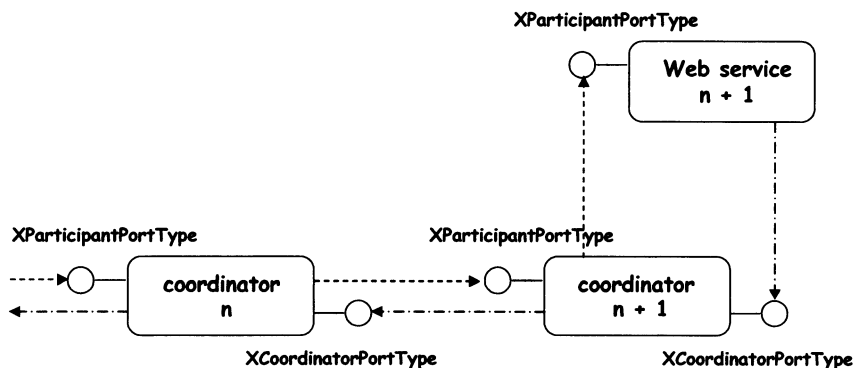 XParticipantPortType
Web service
n + 1
XParticipantPortType
XParticipantPortType
coordinator
n
coordinator
n + 1
XCoordinatorPortType
XCoordinatorPortType